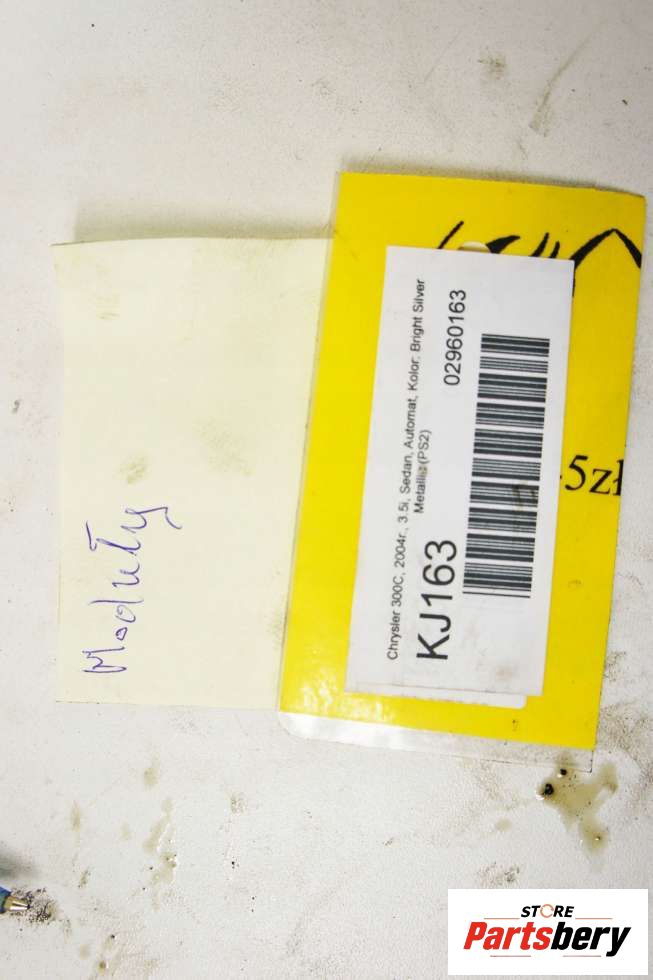 Moduły
Chrysler 300C, 2004r., 3.5i, Sedan, Automat, Kolor: Bright Silver
Metallic (PS2)
KJ163
02960163
5zł
STORE
Partsbery